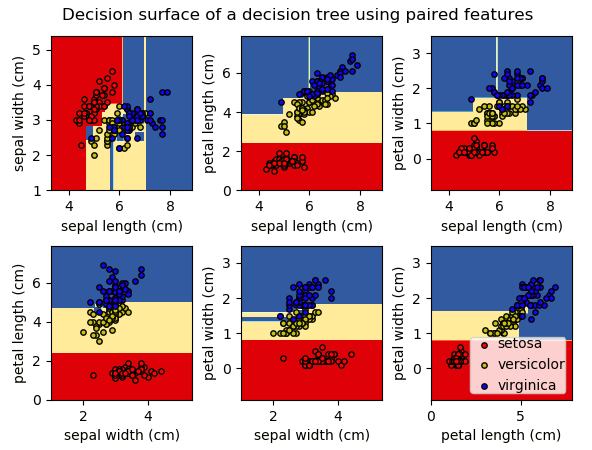 Decision surface of a decision tree using paired features
5
4
3
2
1
sepal width (cm)
4 6 8
sepal length (cm)
6
4
2
0
petal length (cm)
4 6 8
sepal length (cm)
3
2
1
0
petal width (cm)
4 6 8
sepal length (cm)
6
4
2
0
petal length (cm)
2 4
sepal width (cm)
3
2
1
0
petal width (cm)
2 4
sepal width (cm)
3
2
1
0
petal width (cm)
0 5
petal length (cm)
setosa
versicolor
virginica